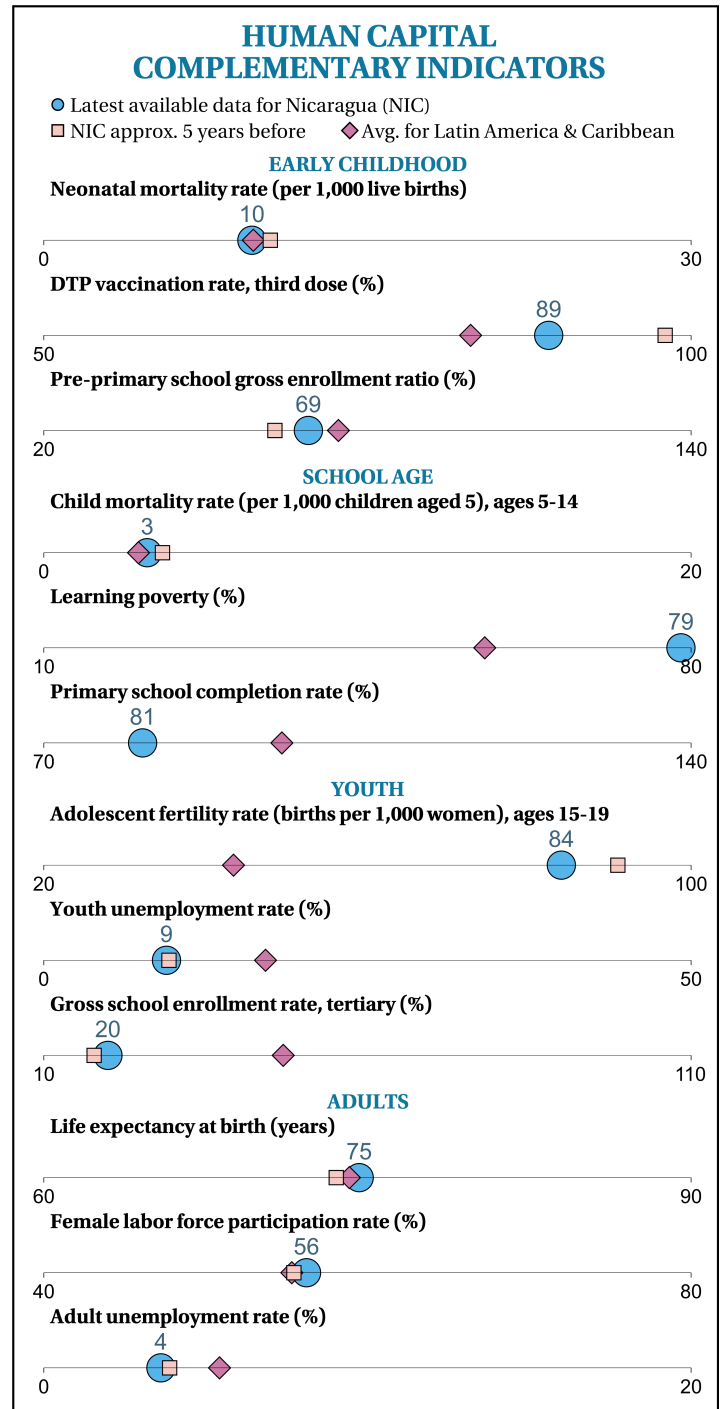 HUMAN CAPITAL
COMPLEMENTARY INDICATORS
Latest available data for Nicaragua (NIC)
NIC approx. 5 years before Avg. for Latin America & Caribbean
EARLY CHILDHOOD
Neonatal mortality rate (per 1,000 live births)
10
0 30
DTP vaccination rate, third dose (%)
89
50 100
Pre-primary school gross enrollment ratio (%)
69
20 140
SCHOOL AGE
Child mortality rate (per 1,000 children aged 5), ages 5-14
3
0 20
Learning poverty (%)
79
10 80
Primary school completion rate (%)
81
70 140
YOUTH
Adolescent fertility rate (births per 1,000 women), ages 15-19
84
20 100
Youth unemployment rate (%)
9
0 50
Gross school enrollment rate, tertiary (%)
20
10 110
ADULTS
Life expectancy at birth (years)
75
60 90
Female labor force participation rate (%)
56
40 80
Adult unemployment rate (%)
4
0 20